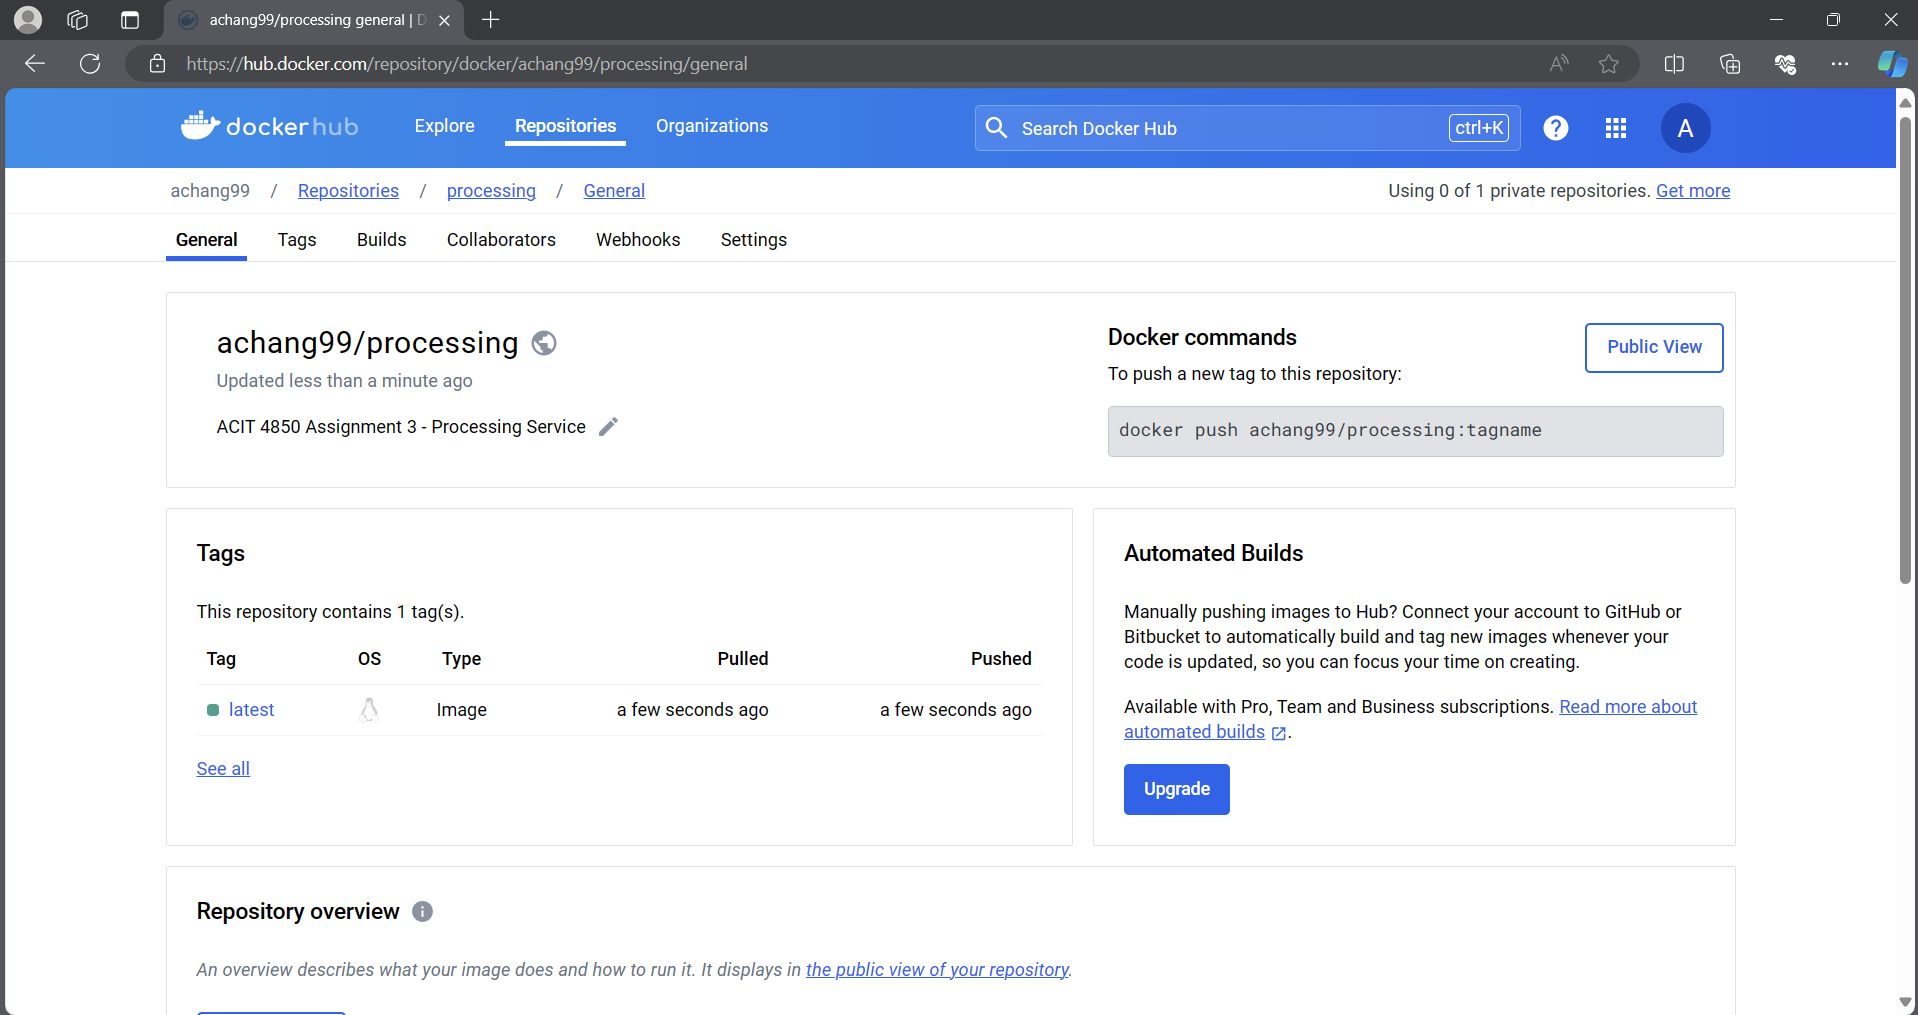 achang99/processing general | D
https://hub.docker.com/repository/docker/achang99/processing/general
dockerhub
Explore
Repositories
Organizations
Search Docker Hub
ctrl+K
?
A
achang99 / Repositories / processing / General
Using 0 of 1 private repositories. Get more
General
Tags
Builds
Collaborators
Webhooks
Settings
achang99/processing
Updated less than a minute ago
ACIT 4850 Assignment 3 - Processing Service
Docker commands
Public View
To push a new tag to this repository:
docker push achang99/processing:tagname
Tags
This repository contains 1 tag(s).
Tag OS Type Pulled Pushed
latest Image a few seconds ago a few seconds ago
See all
Automated Builds
Manually pushing images to Hub? Connect your account to GitHub or
Bitbucket to automatically build and tag new images whenever your
code is updated, so you can focus your time on creating.
Available with Pro, Team and Business subscriptions. Read more about
automated builds .
Upgrade
Repository overview
An overview describes what your image does and how to run it. It displays in the public view of your repository.